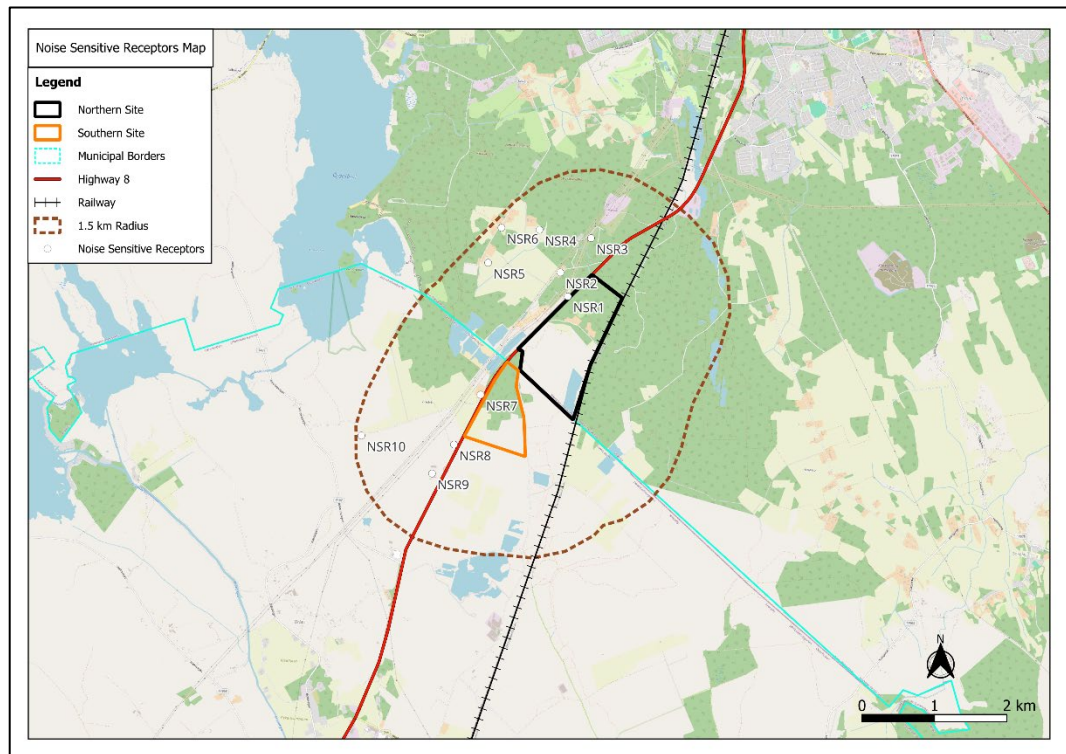 Noise Sensitive Receptors Map
Legend
Northern Site
Southern Site
Municipal Borders
Highway 8
Railway
1.5 km Radius
Noise Sensitive Receptors
NSR6
NSR4
NSR3
NSR5
NSR2
NSR1
NSR7
NSR10
NSR8
NSR9
N
0 1 2 km